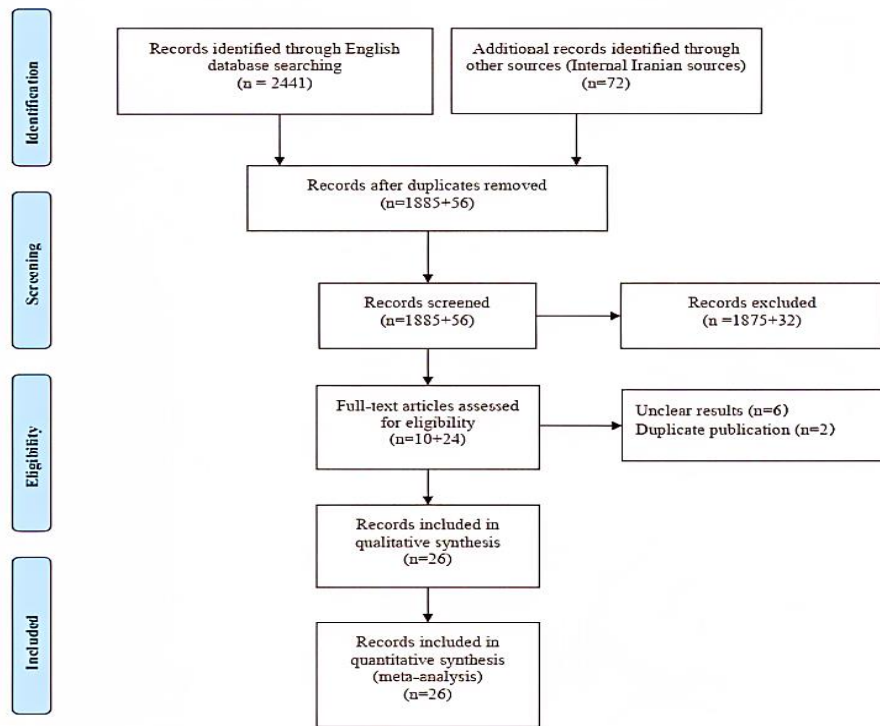 Identification
Records identified through English
database searching
(n = 2441)
Additional records identified through
other sources (Internal Iranian sources)
(n=72)
Records after duplicates removed
(n=1885+56)
Screening
Records screened
(n=1885+56)
Records excluded
(n =1875+32)
Eligibility
Full-text articles assessed
for eligibility
(n=10+24)
Unclear results (n=6)
Duplicate publication (n=2)
Records included in
qualitative synthesis
(n=26)
Included
Records included in
quantitative synthesis
(meta-analysis)
(n=26)